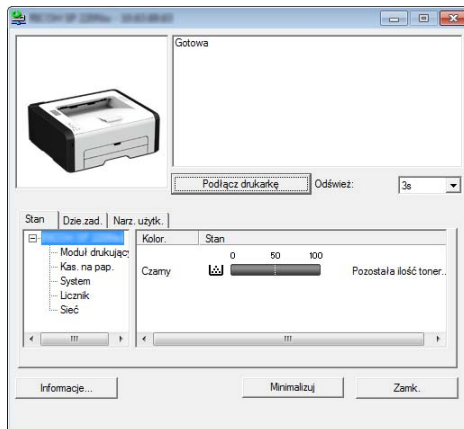 Gotowa
Podłącz drukarkę
Odśwież:
3s
Stan
Dzie.zad.
Narz. użytk.
Moduł drukując
Kas. na pap.
System
Licznik
Sieć
Kolor.
Stan
0 50 100
Czarny
Pozostała ilość toner..
Informacje...
Minimalizuj
Zamk.